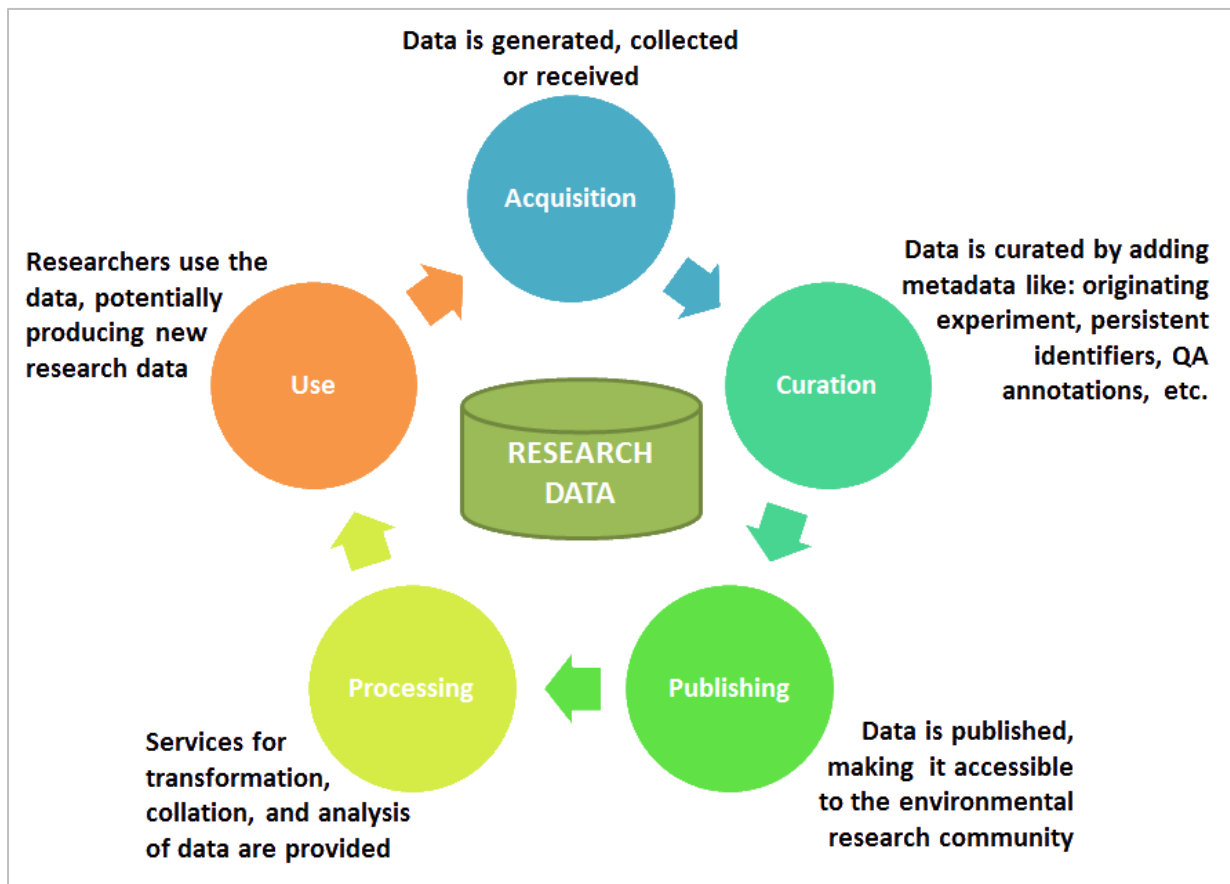 Data is generated, collected
or received
Acquisition
Data is curated by adding
metadata like: originating
experiment, persistent
identifiers, QA
annotations, etc.
Curation
Publishing
Data is published,
making it accessible
to the environmental
research community
Processing
Services for
transformation,
collation, and analysis
of data are provided
Use
Researchers use the
data, potentially
producing new
research data
RESEARCH
DATA